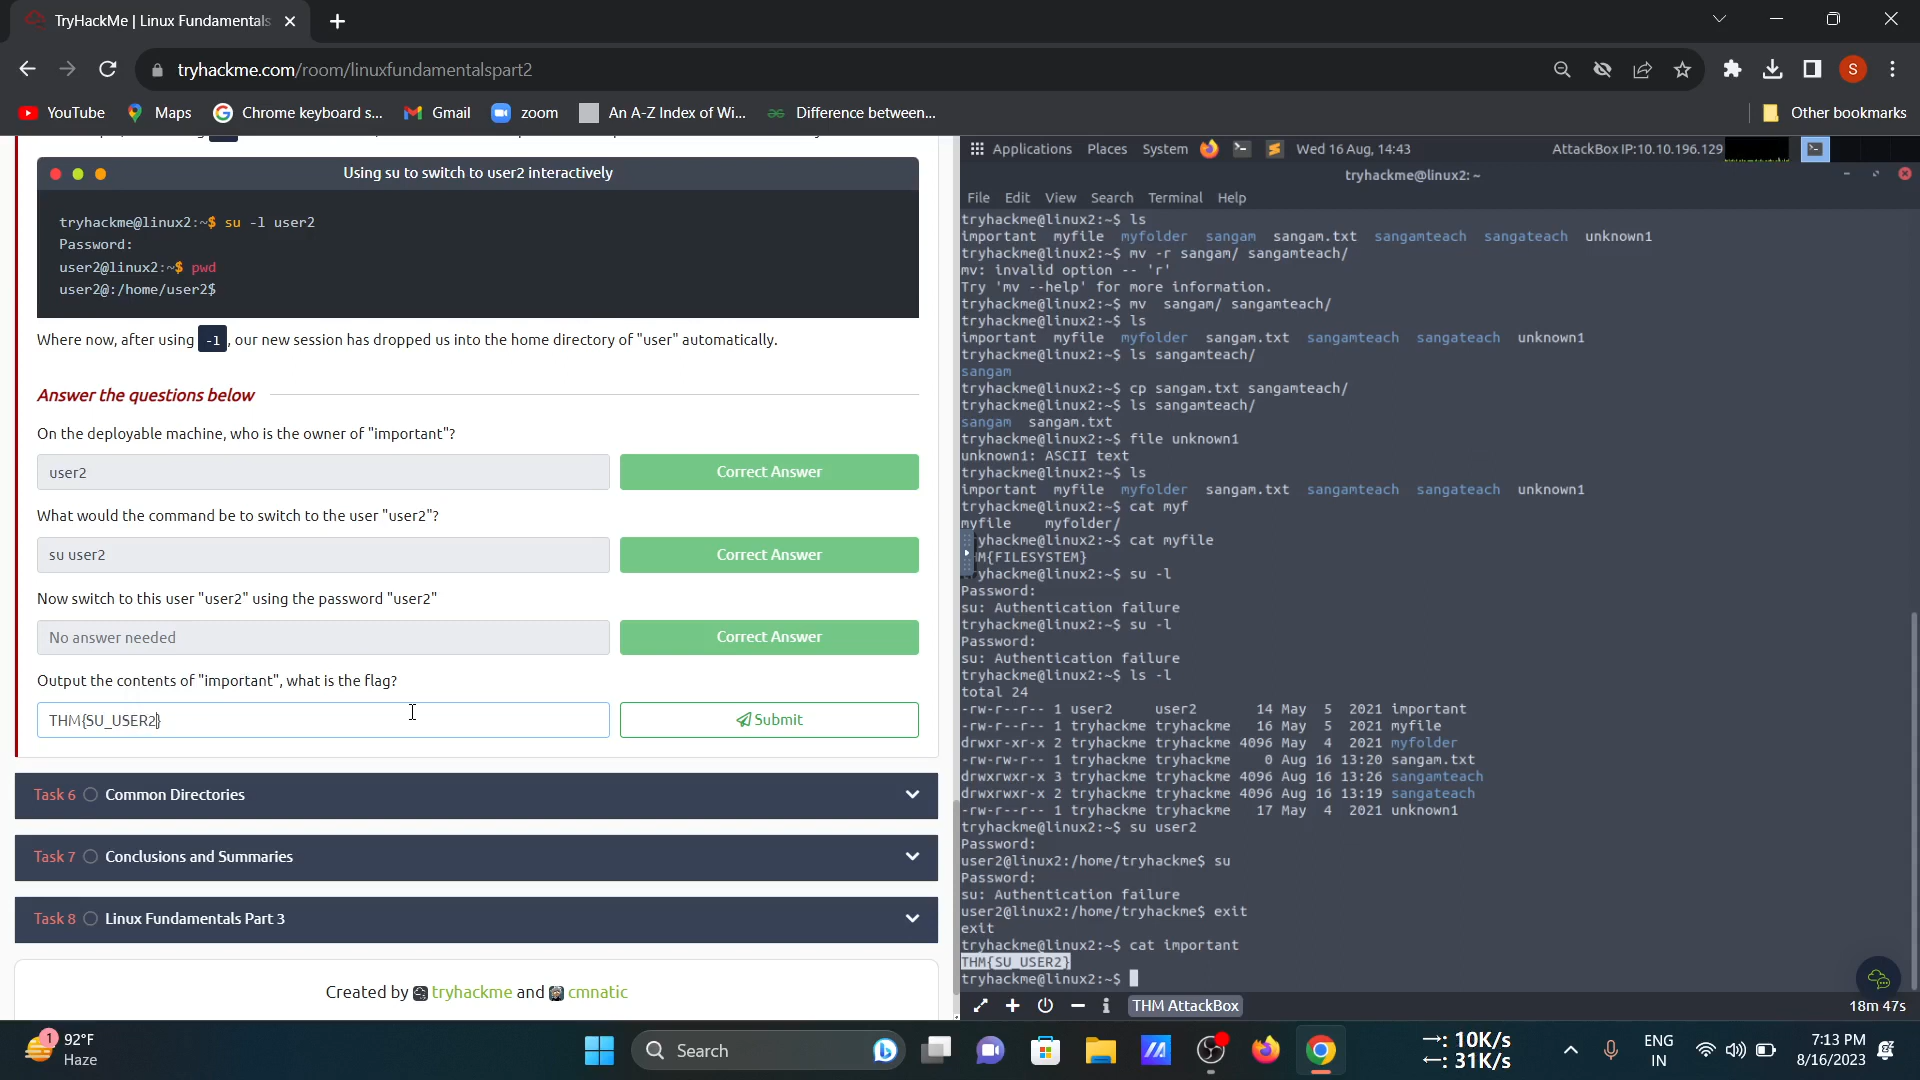 TryHackMe | Linux Fundamentals
tryhackme.com/room/linuxfundamentalspart2
S
YouTube
Maps
Chrome keyboard s...
Gmail
zoom
An A-Z Index of Wi...
Difference between...
Other bookmarks
Using su to switch to user2 interactively
tryhackme@linux2:~$ su -l user2
Password:
user2@linux2:~$ pwd
user2@:/home/user2$
Where now, after using -l, our new session has dropped us into the home directory of "user" automatically.
Answer the questions below
On the deployable machine, who is the owner of "important"?
user2
Correct Answer
What would the command be to switch to the user "user2"?
su user2
Correct Answer
Now switch to this user "user2" using the password "user2"
No answer needed
Correct Answer
Output the contents of "important", what is the flag?
THM{SU_USER2}
Submit
Task 6 Common Directories
Task 7 Conclusions and Summaries
Task 8 Linux Fundamentals Part 3
Created by tryhackme and cmnatic
Applications Places System Wed 16 Aug, 14:43 AttackBox IP:10.10.196.129
tryhackme@linux2: ~
File Edit View Search Terminal Help
tryhackme@linux2:~$ ls
important myfile myfolder sangam sangam.txt sangamteach sangateach unknown1
tryhackme@linux2:~$ mv -r sangam/ sangamteach/
mv: invalid option -- 'r'
Try 'mv --help' for more information.
tryhackme@linux2:~$ mv  sangam/ sangamteach/
tryhackme@linux2:~$ ls
important myfile myfolder sangam.txt sangamteach sangateach unknown1
tryhackme@linux2:~$ ls sangamteach/
sangam
tryhackme@linux2:~$ cp sangam.txt sangamteach/
tryhackme@linux2:~$ ls sangamteach/
sangam sangam.txt
tryhackme@linux2:~$ file unknown1
unknown1: ASCII text
tryhackme@linux2:~$ ls
important myfile myfolder sangam.txt sangamteach sangateach unknown1
tryhackme@linux2:~$ cat myf
myfile myfolder/
yhackme@linux2:~$ cat myfile
M{FILESYSTEM}
yhackme@linux2:~$ su -l
Password:
su: Authentication failure
tryhackme@linux2:~$ su -l
Password:
su: Authentication failure
tryhackme@linux2:~$ ls -l
total 24
-rw-r--r-- 1 user2 user2 14 May 5 2021 important
-rw-r--r-- 1 tryhackme tryhackme 16 May 5 2021 myfile
drwxr-xr-x 2 tryhackme tryhackme 4096 May 4 2021 myfolder
-rw-rw-r-- 1 tryhackme tryhackme 0 Aug 16 13:20 sangam.txt
drwxrwxr-x 3 tryhackme tryhackme 4096 Aug 16 13:26 sangamteach
drwxrwxr-x 2 tryhackme tryhackme 4096 Aug 16 13:19 sangateach
-rw-r--r-- 1 tryhackme tryhackme 17 May 4 2021 unknown1
tryhackme@linux2:~$ su user2
Password:
user2@linux2:/home/tryhackme$ su
Password:
su: Authentication failure
user2@linux2:/home/tryhackme$ exit
exit
tryhackme@linux2:~$ cat important
THM{SU_USER2}
tryhackme@linux2:~$
THM AttackBox
18m 47s
1
92°F
Haze
Search
10K/s
31K/s
ENG
IN
7:13 PM
8/16/2023